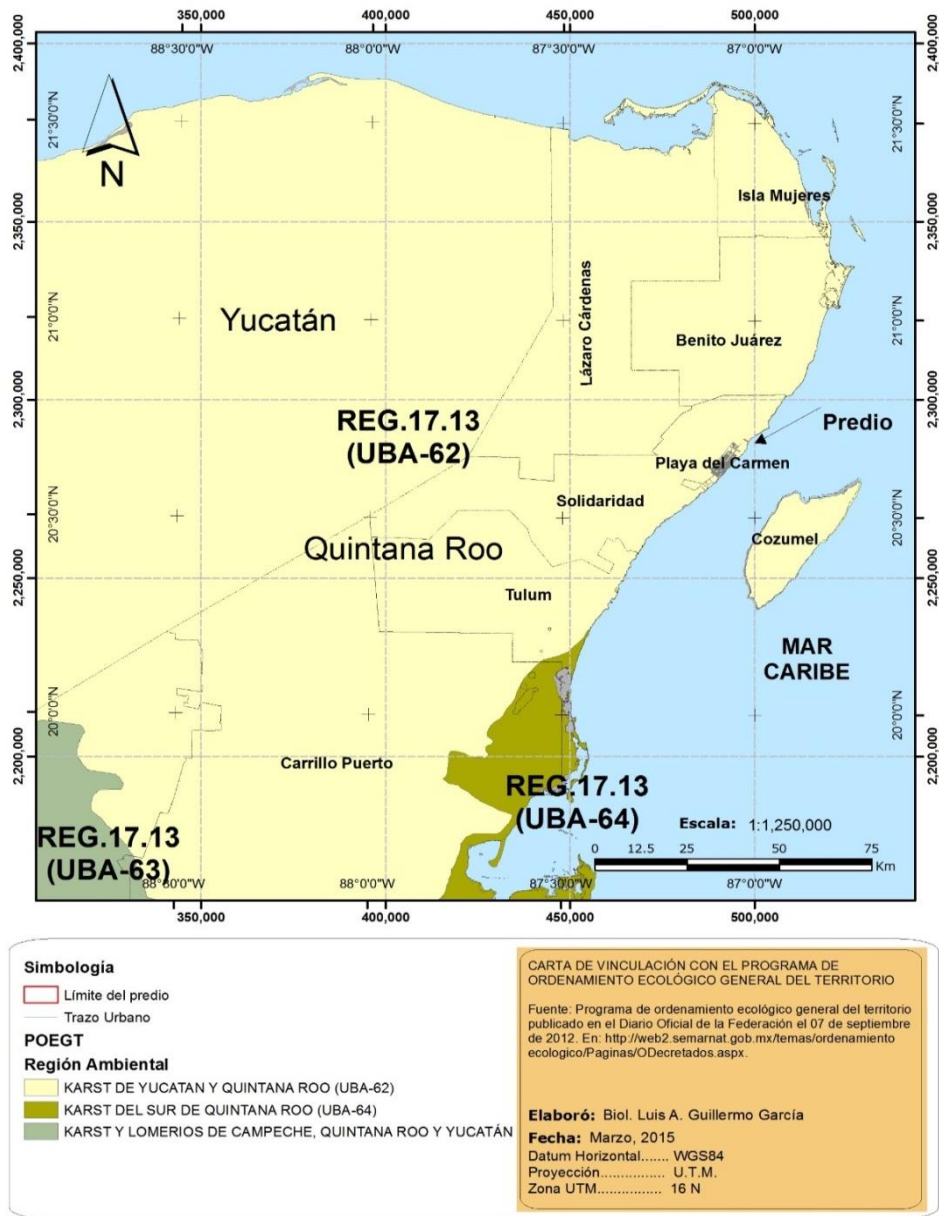 350,000
400,000
450,000
500,000
88°30'0"W
88°0'0"W
87°30'0"W
87°0'0"W
2,400,000
2,400,000
21°30'0"N
21°30'0"N
N
Isla Mujeres
2,350,000
2,350,000
Lázaro Cárdenas
Yucatán
21°0'0"N
21°0'0"N
Benito Juárez
2,300,000
2,300,000
REG.17.13
(UBA-62)
Predio
Playa del Carmen
Solidaridad
20°30'0"N
20°30'0"N
Cozumel
Quintana Roo
2,250,000
2,250,000
Tulum
MAR
CARIBE
20°0'0"N
20°0'0"N
2,200,000
2,200,000
Carrillo Puerto
REG.17.13
(UBA-64)
Escala: 1:1,250,000
REG.17.13
(UBA-63)
0 12.5 25 50 75
Km
88°30'0"W
88°0'0"W
87°30'0"W
87°0'0"W
350,000
400,000
450,000
500,000
Simbología
Límite del predio
Trazo Urbano
POEGT
Región Ambiental
KARST DE YUCATAN Y QUINTANA ROO (UBA-62)
KARST DEL SUR DE QUINTANA ROO (UBA-64)
KARST Y LOMERIOS DE CAMPECHE, QUINTANA ROO Y YUCATÁN
CARTA DE VINCULACIÓN CON EL PROGRAMA DE
ORDENAMIENTO ECOLÓGICO GENERAL DEL TERRITORIO
Fuente: Programa de ordenamiento ecológico general del territorio
publicado en el Diario Oficial de la Federación el 07 de septiembre
de 2012. En: http://web2.semarnat.gob.mx/temas/ordenamiento
ecologico/Paginas/ODecretados.aspx.
Elaboró: Biol. Luis A. Guillermo García
Fecha: Marzo, 2015
Datum Horizontal....... WGS84
Proyección................ U.T.M.
Zona UTM................ 16 N